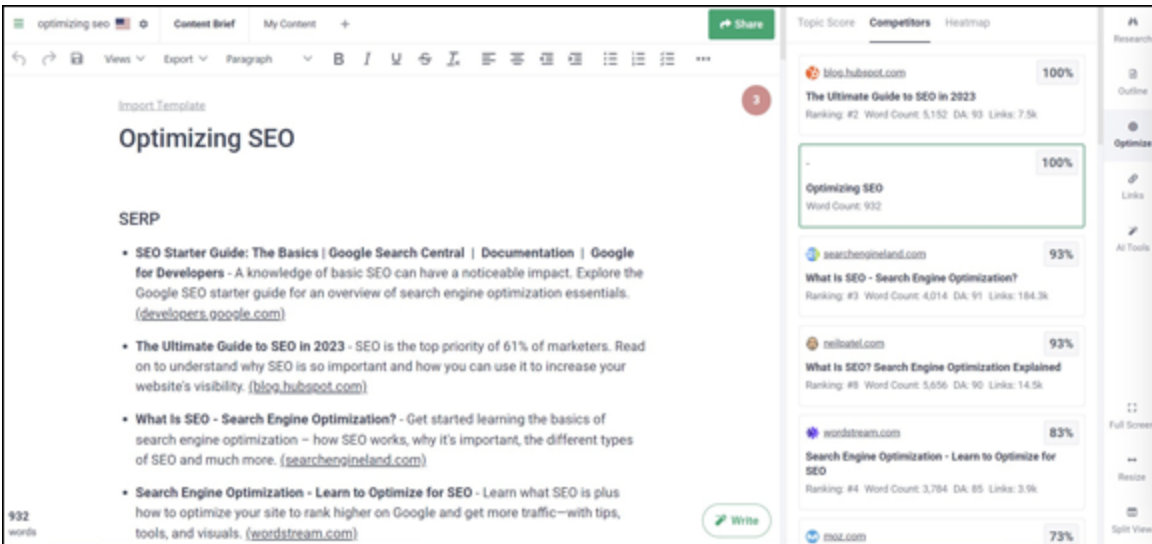 optimizing seo
Content Brief
My Content
+
Share
Views
Export
Paragraph
B
I
U
S
Import Template
3
Optimizing SEO
SERP
• SEO Starter Guide: The Basics | Google Search Central | Documentation | Google
for Developers - A knowledge of basic SEO can have a noticeable impact. Explore the
Google SEO starter guide for an overview of search engine optimization essentials.
(developers.google.com)
• The Ultimate Guide to SEO in 2023 - SEO is the top priority of 61% of marketers. Read
on to understand why SEO is so important and how you can use it to increase your
website's visibility. (blog.hubspot.com)
• What Is SEO - Search Engine Optimization? - Get started learning the basics of
search engine optimization – how SEO works, why it's important, the different types
of SEO and much more. (searchengineland.com)
• Search Engine Optimization - Learn to Optimize for SEO - Learn what SEO is plus
how to optimize your site to rank higher on Google and get more traffic—with tips,
tools, and visuals. (wordstream.com)
932
words
Write
Topic Score
Competitors
Heatmap
blog.hubspot.com
100%
The Ultimate Guide to SEO in 2023
Ranking: #2 Word Count: 5,152 DA: 93 Links: 7.5k
-
100%
Optimizing SEO
Word Count: 932
searchengineland.com
93%
What Is SEO - Search Engine Optimization?
Ranking: #3 Word Count: 4,014 DA: 91 Links: 184.3k
neilpatel.com
93%
What Is SEO? Search Engine Optimization Explained
Ranking: #8 Word Count: 5,656 DA: 90 Links: 14.5k
wordstream.com
83%
Search Engine Optimization - Learn to Optimize for
SEO
Ranking: #4 Word Count: 3,784 DA: 85 Links: 3.9k
moz.com
73%
Research
Outline
Optimize
Links
AI Tools
Full Screen
Resize
Split View